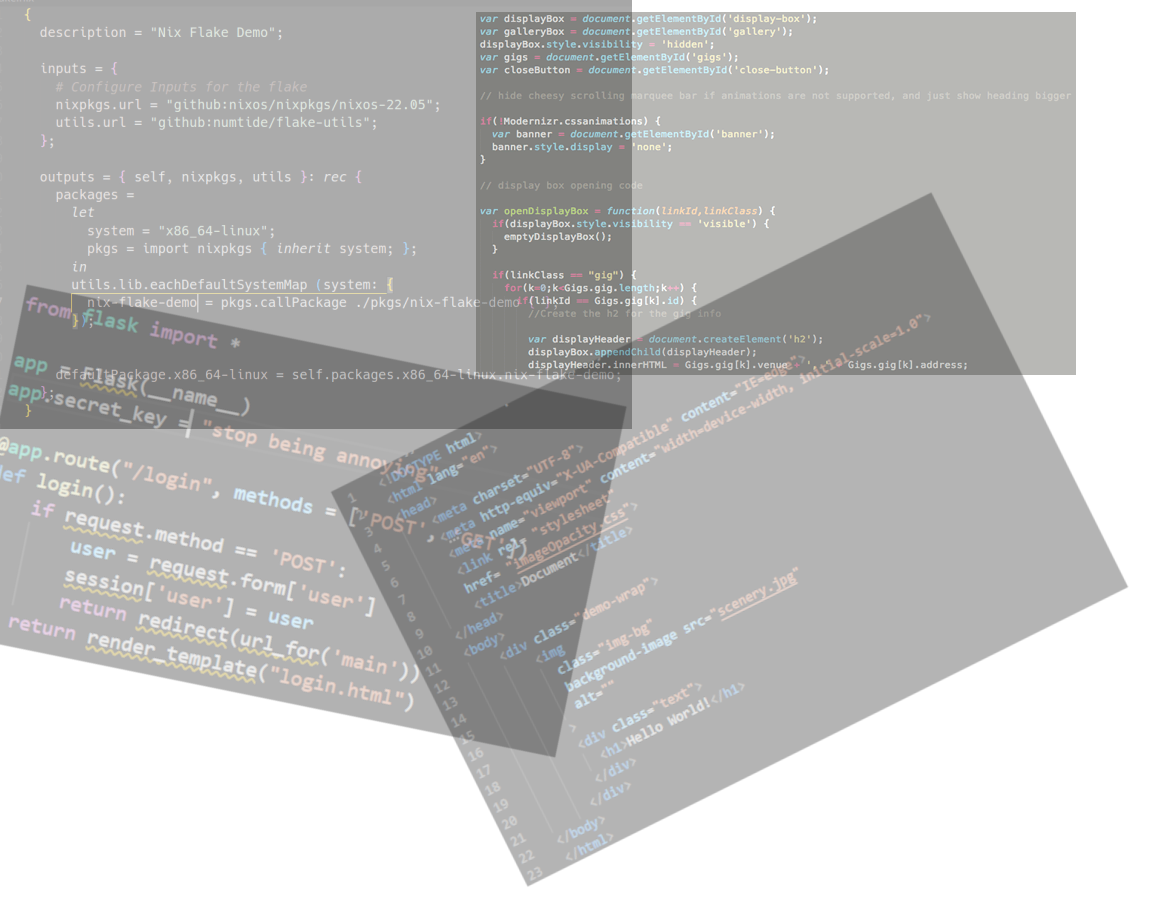 {
description = "Nix Flake Demo";
inputs = {
# Configure Inputs for the flake
nixpkgs.url = "github:nixos/nixpkgs/nixos-22.05";
utils.url = "github:numtide/flake-utils";
};
outputs = { self, nixpkgs, utils }: rec {
packages =
let
system = "x86_64-linux";
pkgs = import nixpkgs { inherit system; };
in
utils.lib.eachDefaultSystemMap (system: {
nix-flake-demo = pkgs.callPackage ./pkgs/nix-flake-demo
});
defaultPackage.x86_64-linux = self.packages.x86_64-linux.nix-flake-demo;
};
}
var displayBox = document.getElementById('display-box');
var galleryBox = document.getElementById('gallery');
displayBox.style.visibility = 'hidden';
var gigs = document.getElementById('gigs');
var closeButton = document.getElementById('close-button');
// hide cheesy scrolling marquee bar if animations are not supported, and just show heading bigger
if(!Modernizr.cssanimations) {
var banner = document.getElementById('banner');
banner.style.display = 'none';
}
// display box opening code
var openDisplayBox = function(linkId,linkClass) {
if(displayBox.style.visibility == 'visible') {
emptyDisplayBox();
}
if(linkClass == "gig") {
for(k=0;k<Gigs.gig.length;k++) {
if(linkId == Gigs.gig[k].id) {
//Create the h2 for the gig info
var displayHeader = document.createElement('h2');
displayBox.appendChild(displayHeader);
displayHeader.innerHTML = Gigs.gig[k].venue Gigs.gig[k].address;
from flask import *
app = Flask(__name__)
app.secret_key = "stop being annoying"
@app.route("/login", methods = ['POST', 'GET'])
def login():
if request.method == 'POST':
user = request.form['user']
session['user'] = user
return redirect(url_for('main'))
return render_template("login.html")
1 <!DOCTYPE html>
<html lang="en">
3 <head>
4 <meta charset="UTF-8">
5 <meta http-equiv="X-UA-Compatible" content="IE=edge">
6 <meta name="viewport" content="width=device-width, initial-scale=1.0">
7 <link rel= "stylesheet"
8 href= "imageOpacity.css">
9 <title>Document</title>
10 </head>
11 <body>
12 <div class="demo-wrap">
13 <img
14 class="img-bg"
15 background-image src="scenery.jpg"
16 alt=""
17 >
18 <div class="text">
19 <h1>Hello World!</h1>
20 </div>
21 </div>
22 </body>
23 </html>